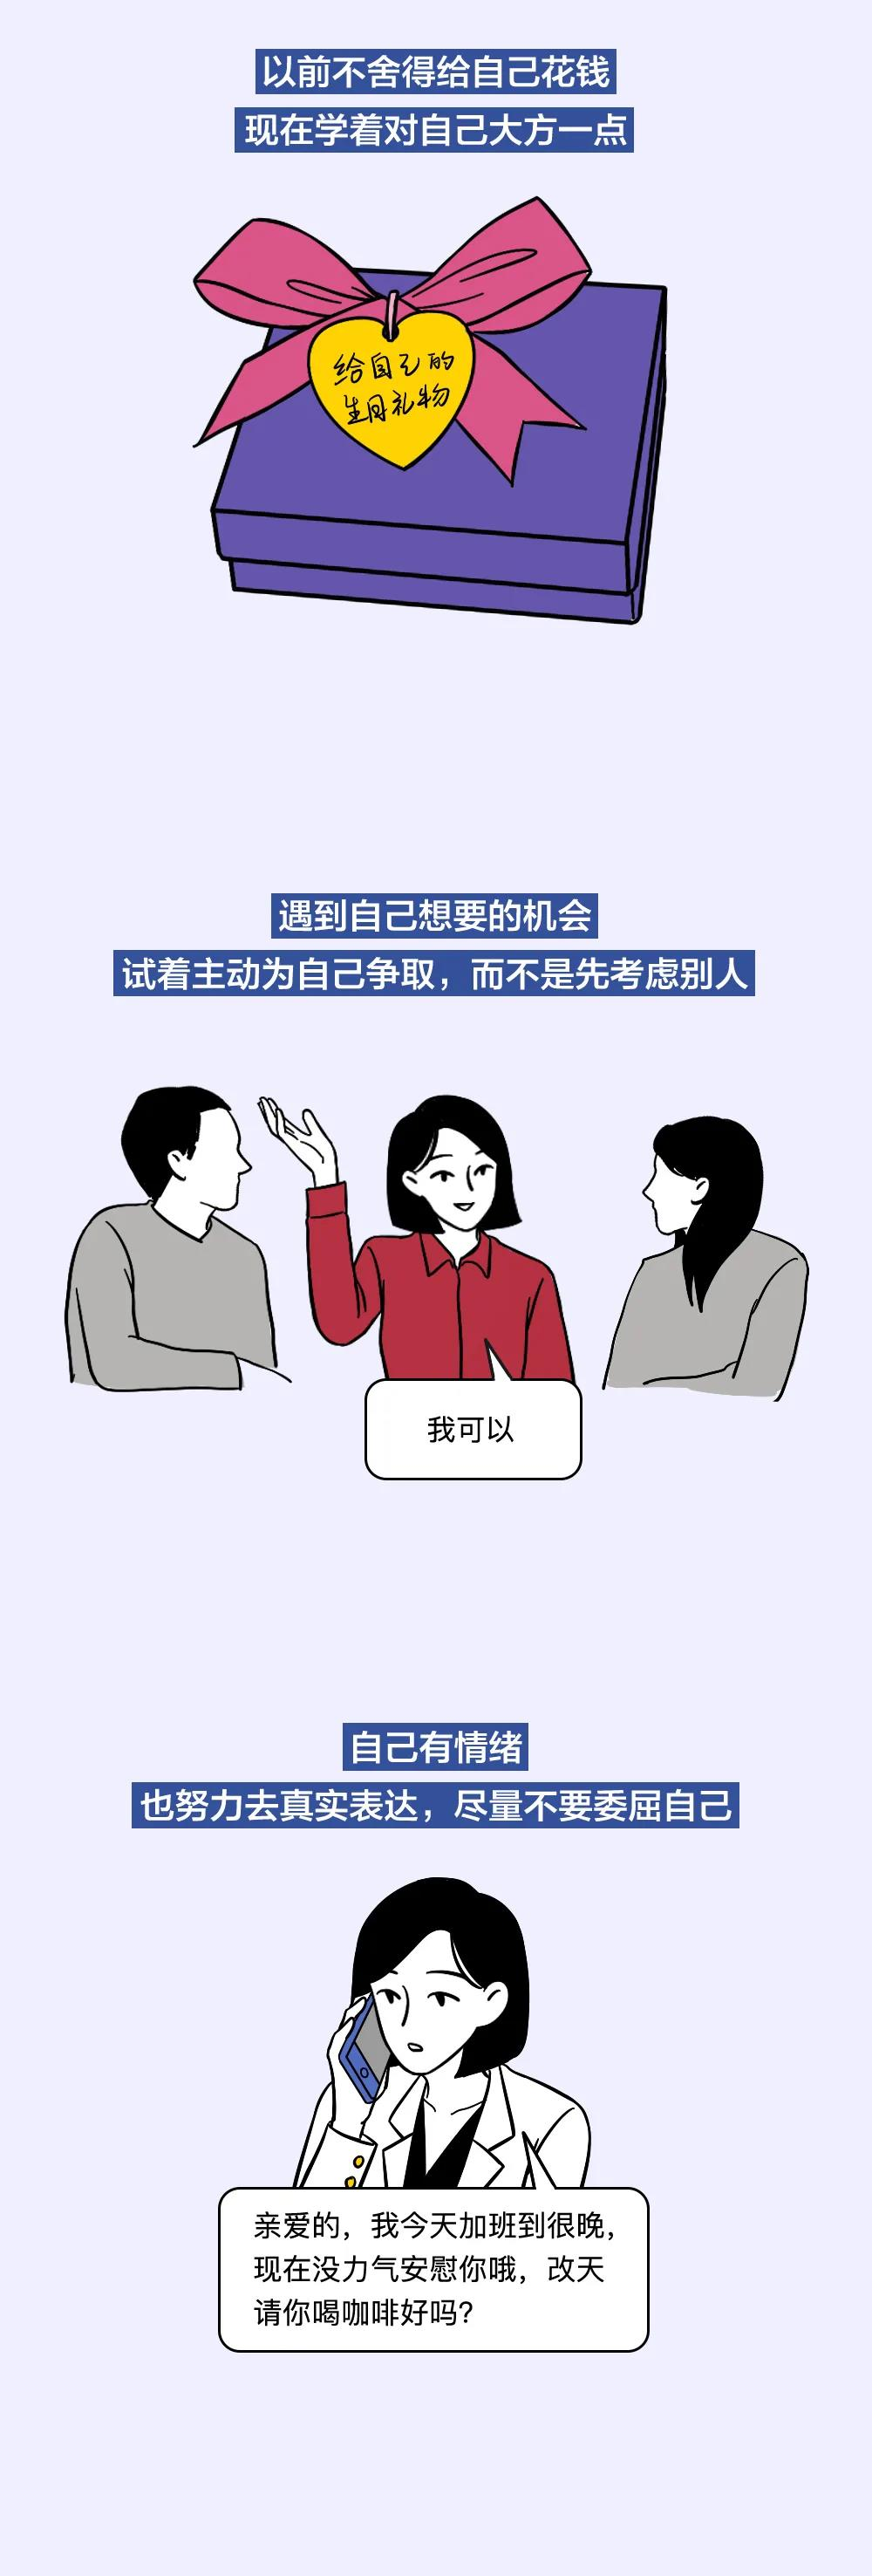 以前不舍得给自己花钱
现在学着对自己大方一点
给自己的
生日礼物
遇到自己想要的机会
试着主动为自己争取，而不是先考虑别人
我可以
自己有情绪
也努力去真实表达，尽量不要委屈自己
亲爱的，我今天加班到很晚，
现在没力气安慰你哦，改天
请你喝咖啡好吗？